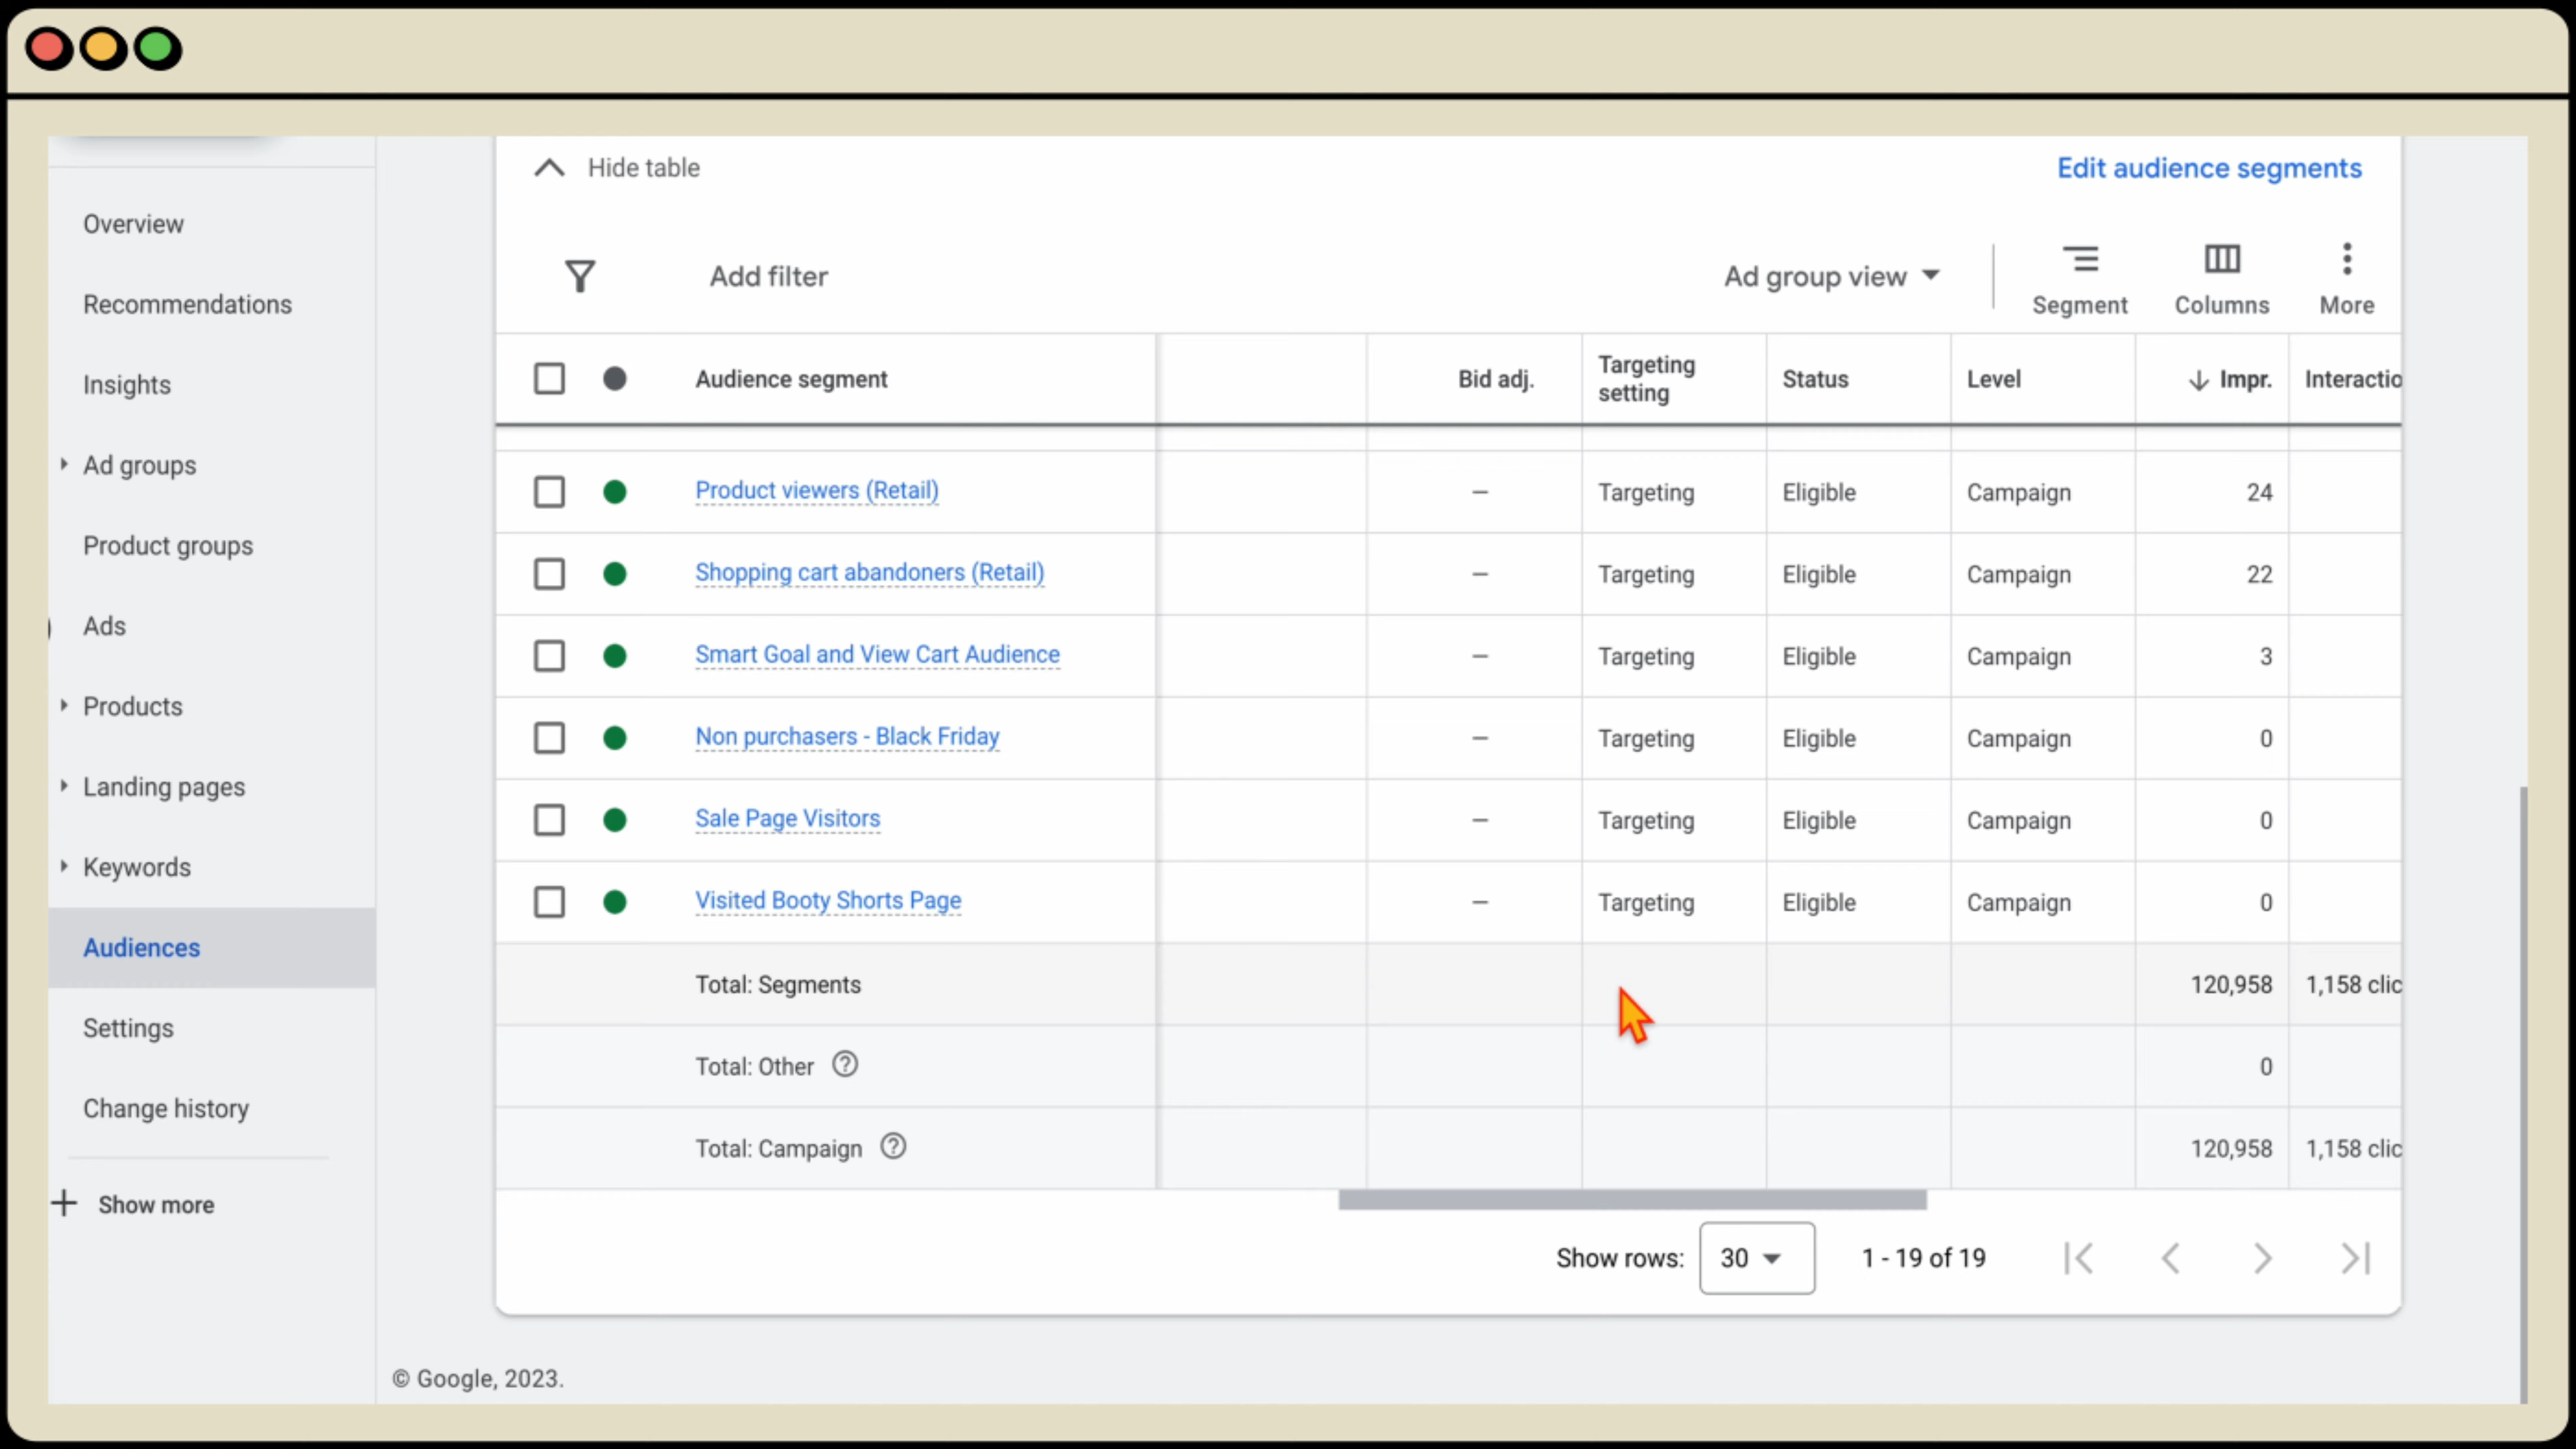 Hide table
Edit audience segments
Add filter
Ad group view
Segment
Columns
More
Overview
Recommendations
Insights
Ad groups
Product groups
Ads
Products
Landing pages
Keywords
Audiences
Settings
Change history
Show more
Audience segment Bid adj. Targeting setting Status Level Impr. Interactio
Product viewers (Retail) – Targeting Eligible Campaign 24
Shopping cart abandoners (Retail) – Targeting Eligible Campaign 22
Smart Goal and View Cart Audience – Targeting Eligible Campaign 3
Non purchasers - Black Friday – Targeting Eligible Campaign 0
Sale Page Visitors – Targeting Eligible Campaign 0
Visited Booty Shorts Page – Targeting Eligible Campaign 0
Total: Segments 120,958 1,158 clic
Total: Other ? 0
Total: Campaign ? 120,958 1,158 clic
Show rows: 30 1 - 19 of 19
© Google, 2023.